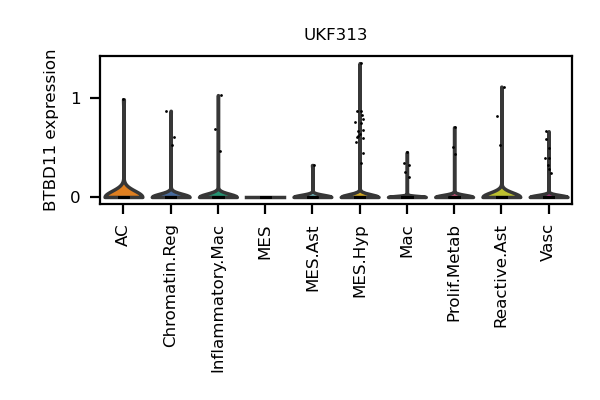 UKF313
BTBD11 expression
1
0
AC
Chromatin.Reg
Inflammatory.Mac
MES
MES.Ast
MES.Hyp
Mac
Prolif.Metab
Reactive.Ast
Vasc